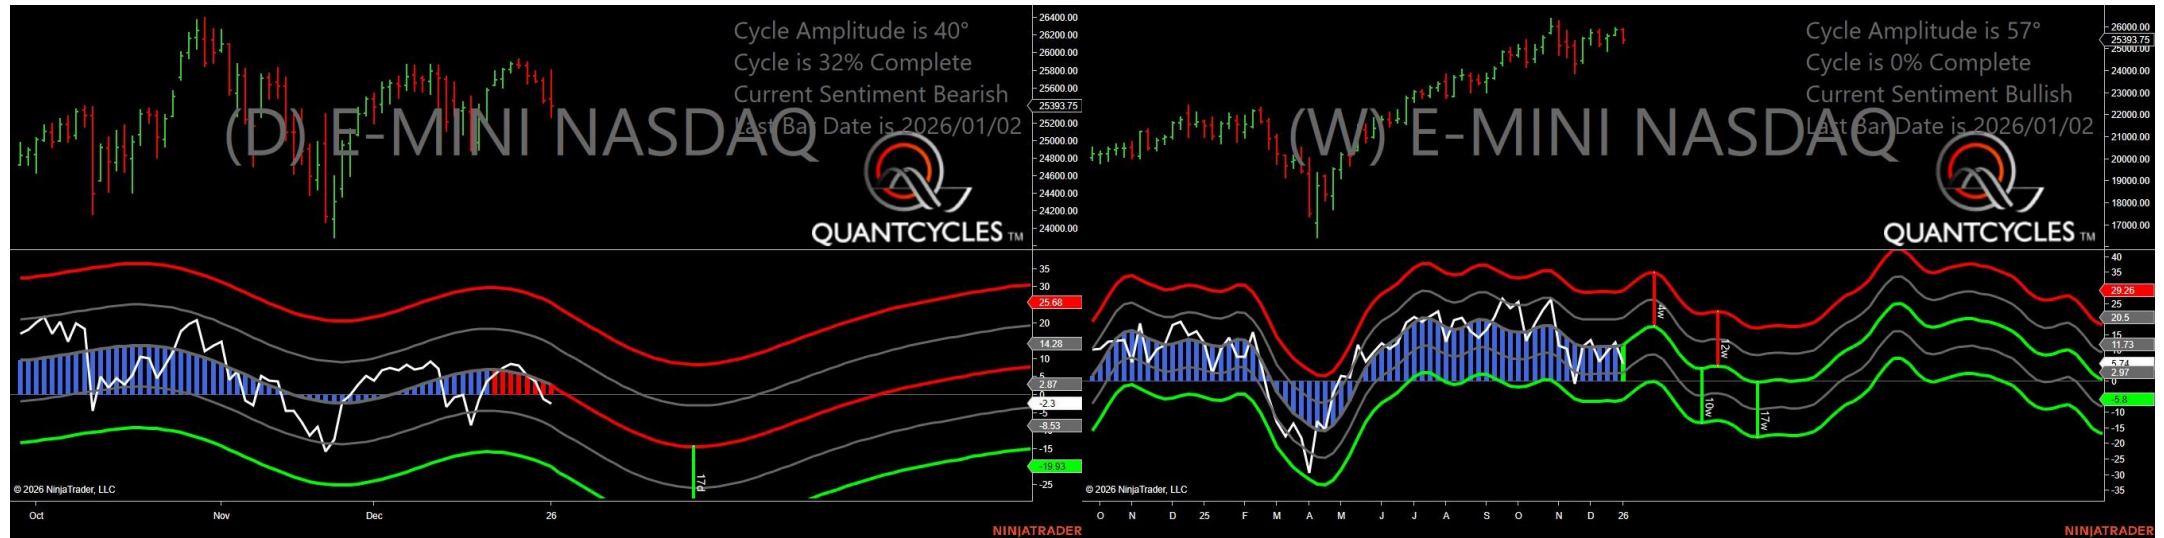 Cycle Amplitude is 40°
Cycle is 32% Complete
Current Sentiment Bearish
Last Bar Date is 2026/01/02
(D) E-MINI NASDAQ
QUANTCYCLES TM
26400.00
26200.00
26000.00
25800.00
25600.00
25393.75
25200.00
25000.00
24800.00
24600.00
24400.00
24200.00
24000.00
35
30
25.68
20
14.28
10
5
2.87
0
-2.3
-5
-8.53
-15
-19.93
-25
17d
© 2026 NinjaTrader, LLC
Oct Nov Dec 26
NINJATRADER
Cycle Amplitude is 57°
Cycle is 0% Complete
Current Sentiment Bullish
Last Bar Date is 2026/01/02
(W) E-MINI NASDAQ
QUANTCYCLES TM
26000.00
25393.75
25000.00
24000.00
23000.00
22000.00
21000.00
20000.00
19000.00
18000.00
17000.00
40
35
29.26
25
20.5
15
11.73
5.74
2.97
0
-5.8
-10
-15
-20
-25
-30
-35
4w
12w
10w
17w
© 2026 NinjaTrader, LLC
O N D 25 F M A M J J A S O N D 26
NINJATRADER